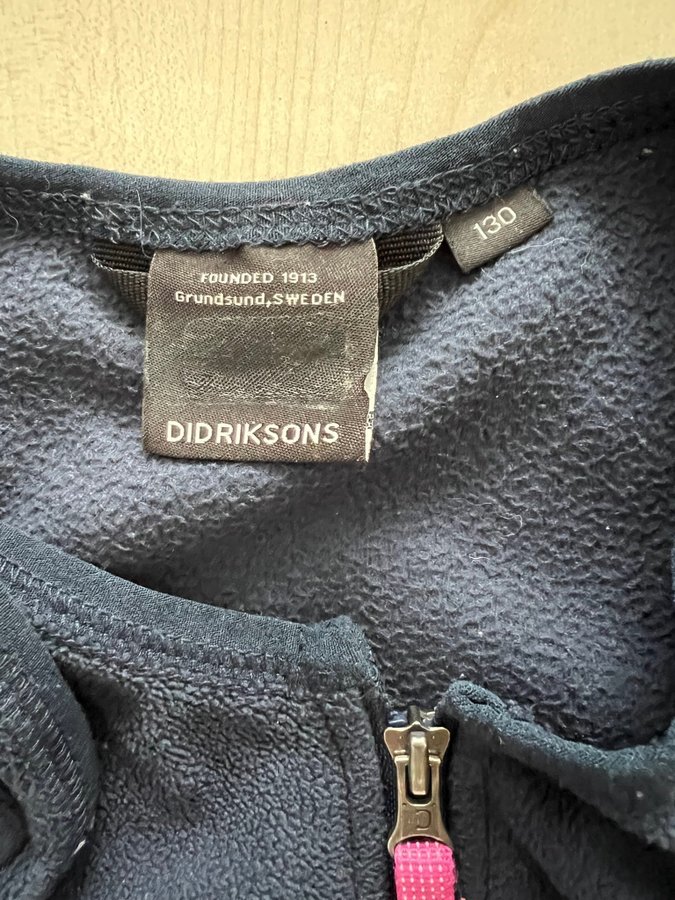 FOUNDED 1913
Grundsund, SWEDEN
DIDRIKSONS
130